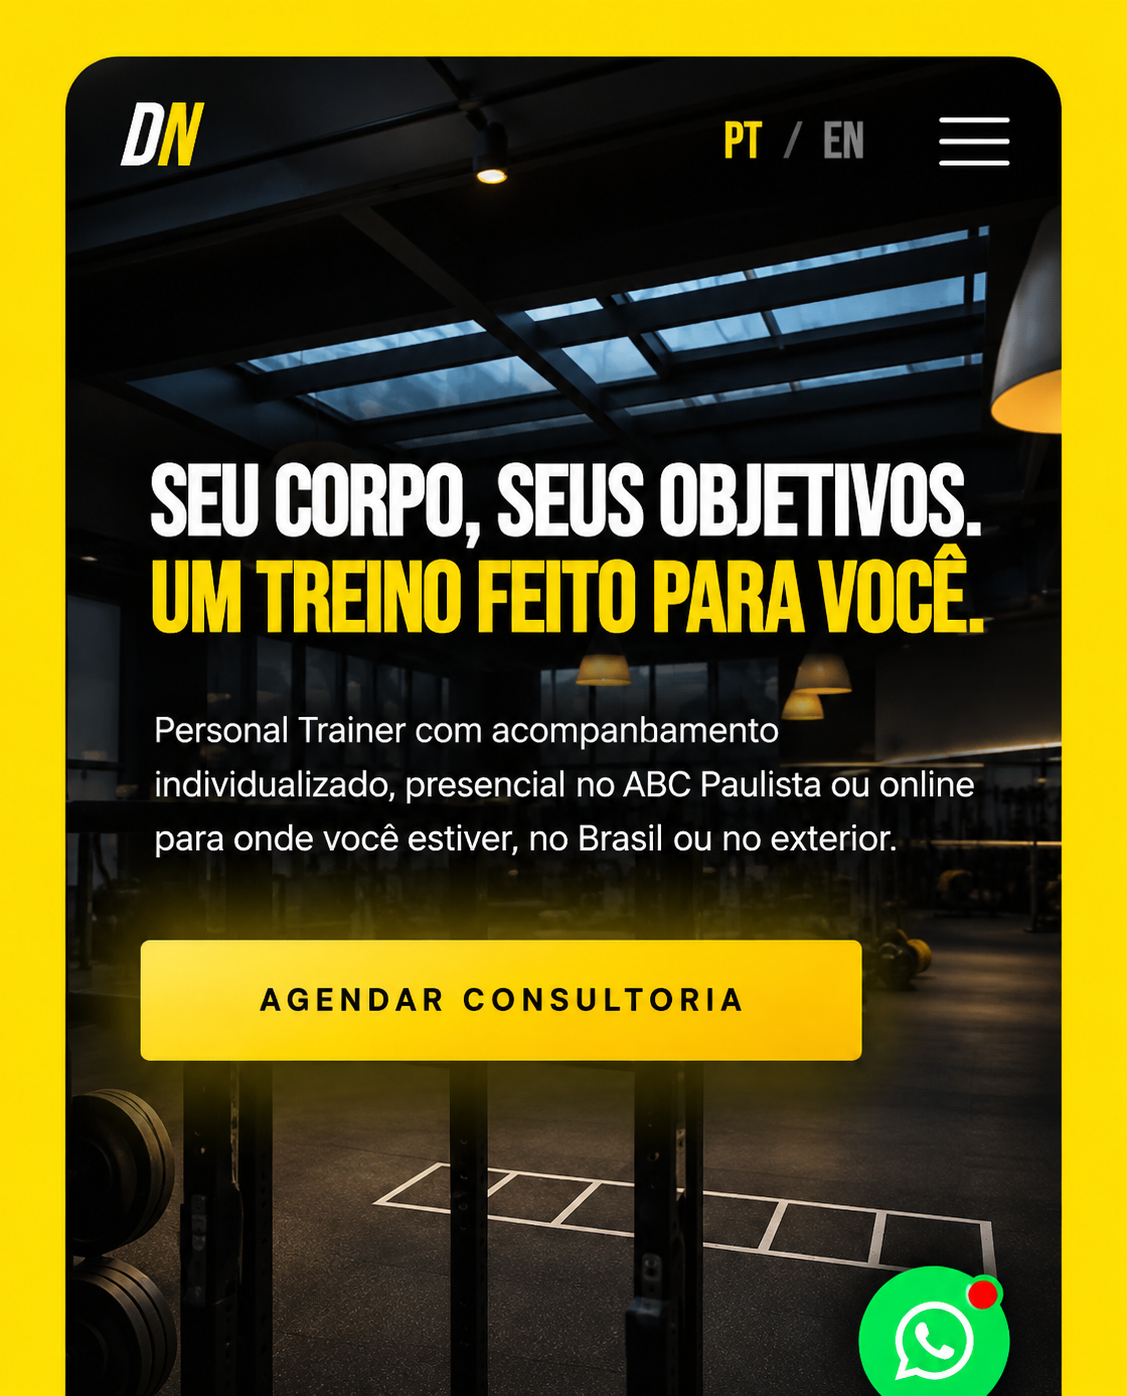 DN
PT / EN
SEU CORPO, SEUS OBJETIVOS.
UM TREINO FEITO PARA VOCÊ.
Personal Trainer com acompanbamento
individualizado, presencial no ABC Paulista ou online
para onde você estiver, no Brasil ou no exterior.
AGENDAR CONSULTORIA